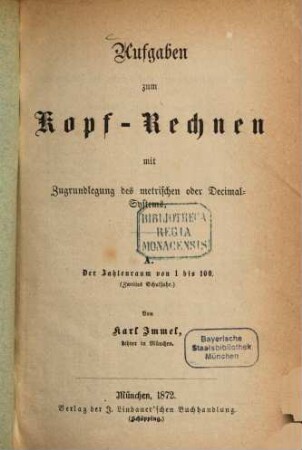 Aufgaben
zum
Kopf-Rechnen
mit
Zugrundlegung des metrischen oder Decimal-
Systems.
BIBLIOTHECA
REGIA
MONACENSIS
Der Zahlenraum von 1 bis 100.
(Zweites Schuljahr.)
Von
Karl Immel,
Lehrer in München.
Bayerische
Staatsbibliothek
München
München, 1872.
Verlag der J. Lindauer'schen Buchhandlung.
(Schöpping.)